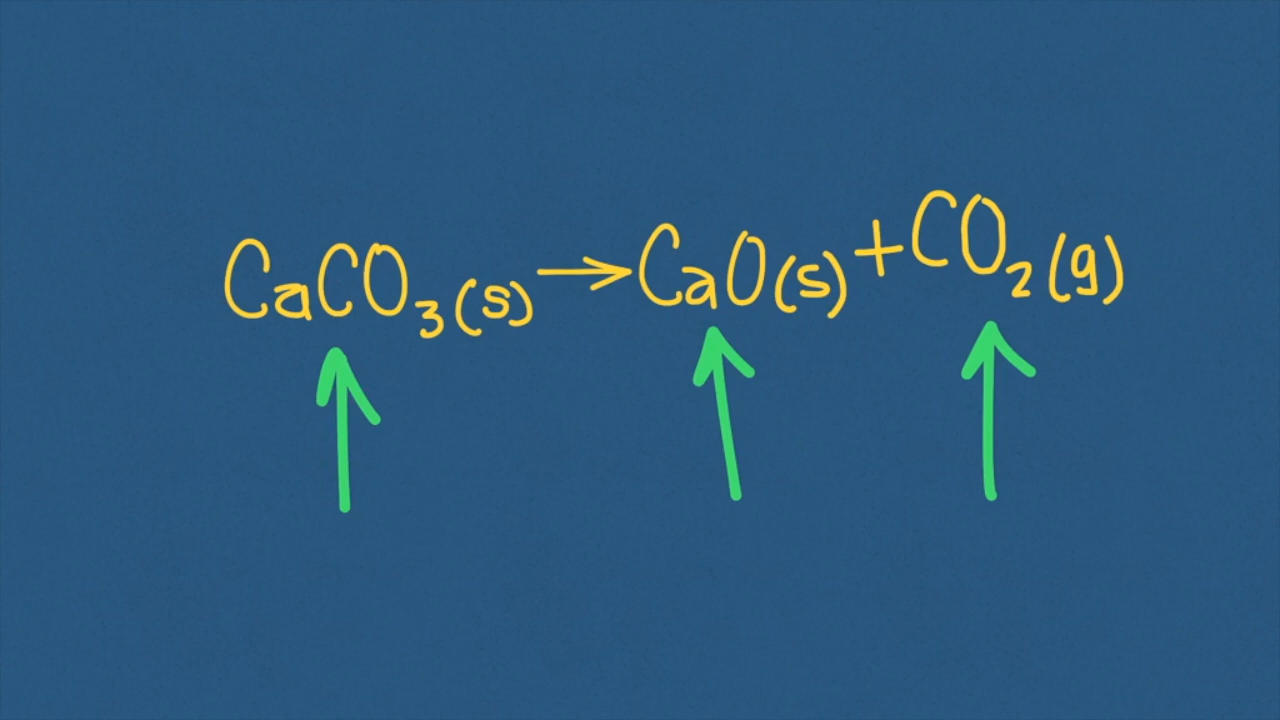 CaCO₃(s) → CaO(s) + CO₂(g)